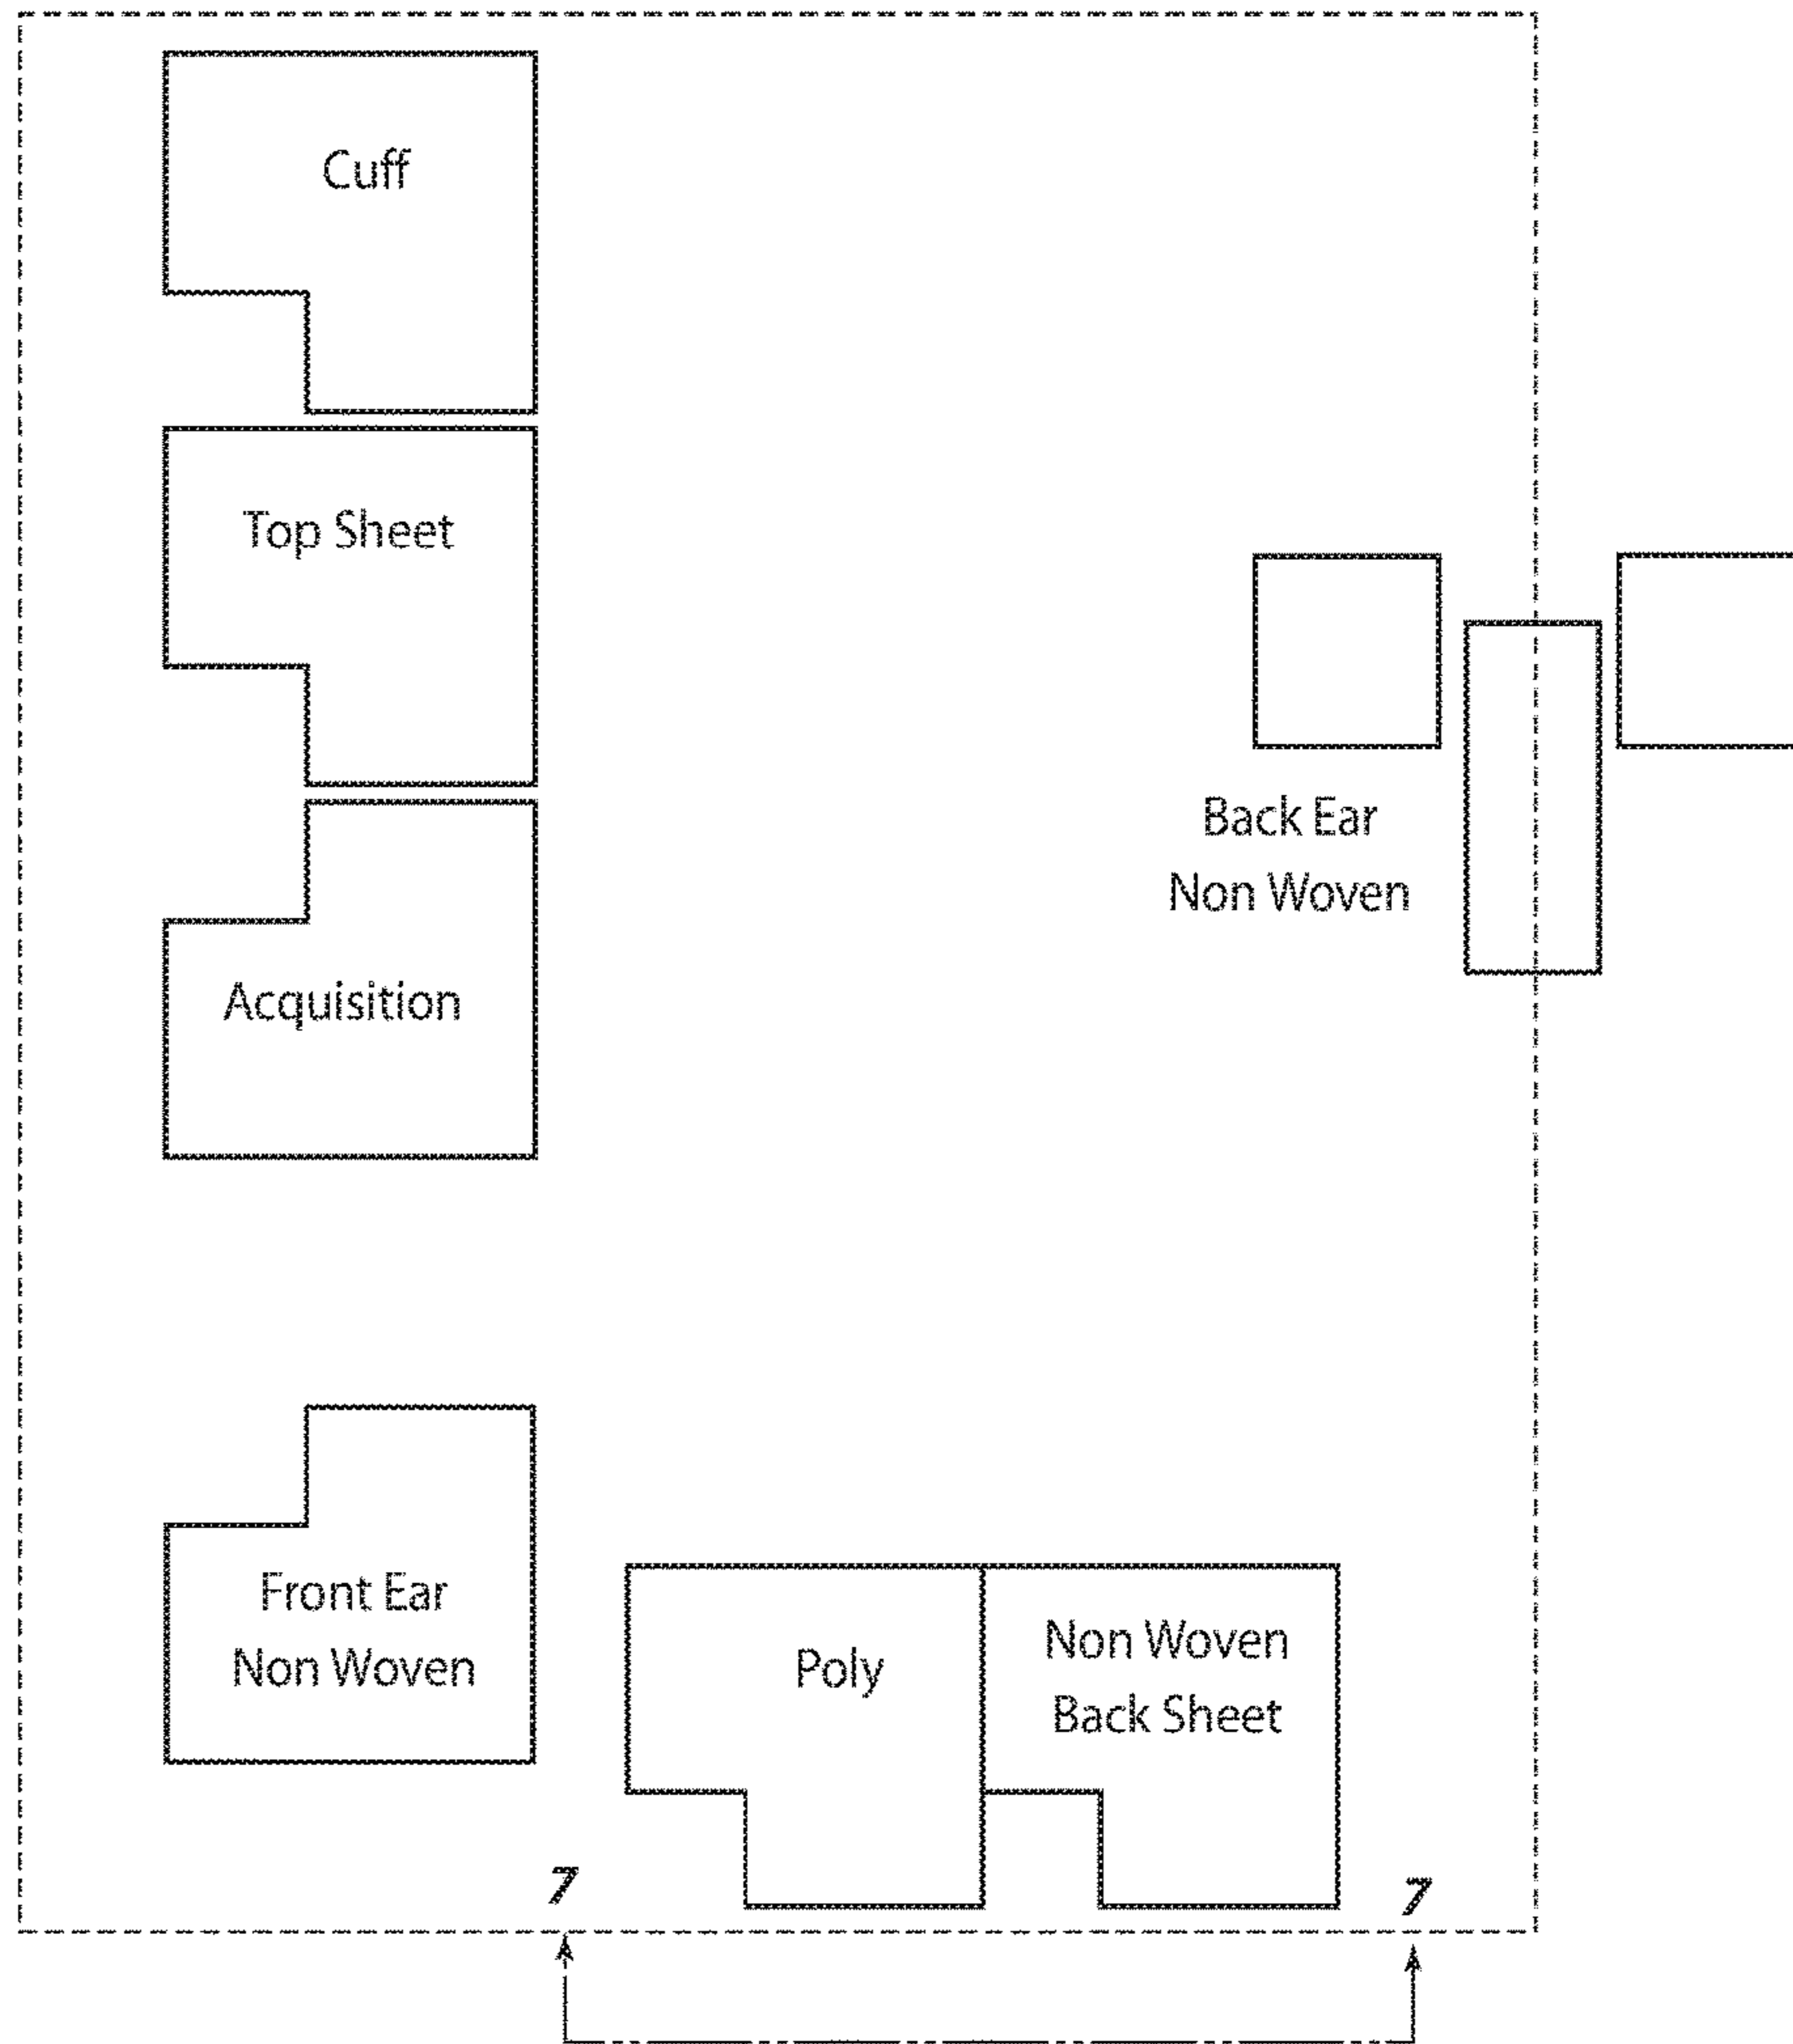 Cuff
Top Sheet
Back Ear
Non Woven
Acquisition
Front Ear
Non Woven
Poly
Non Woven
Back Sheet
7
7